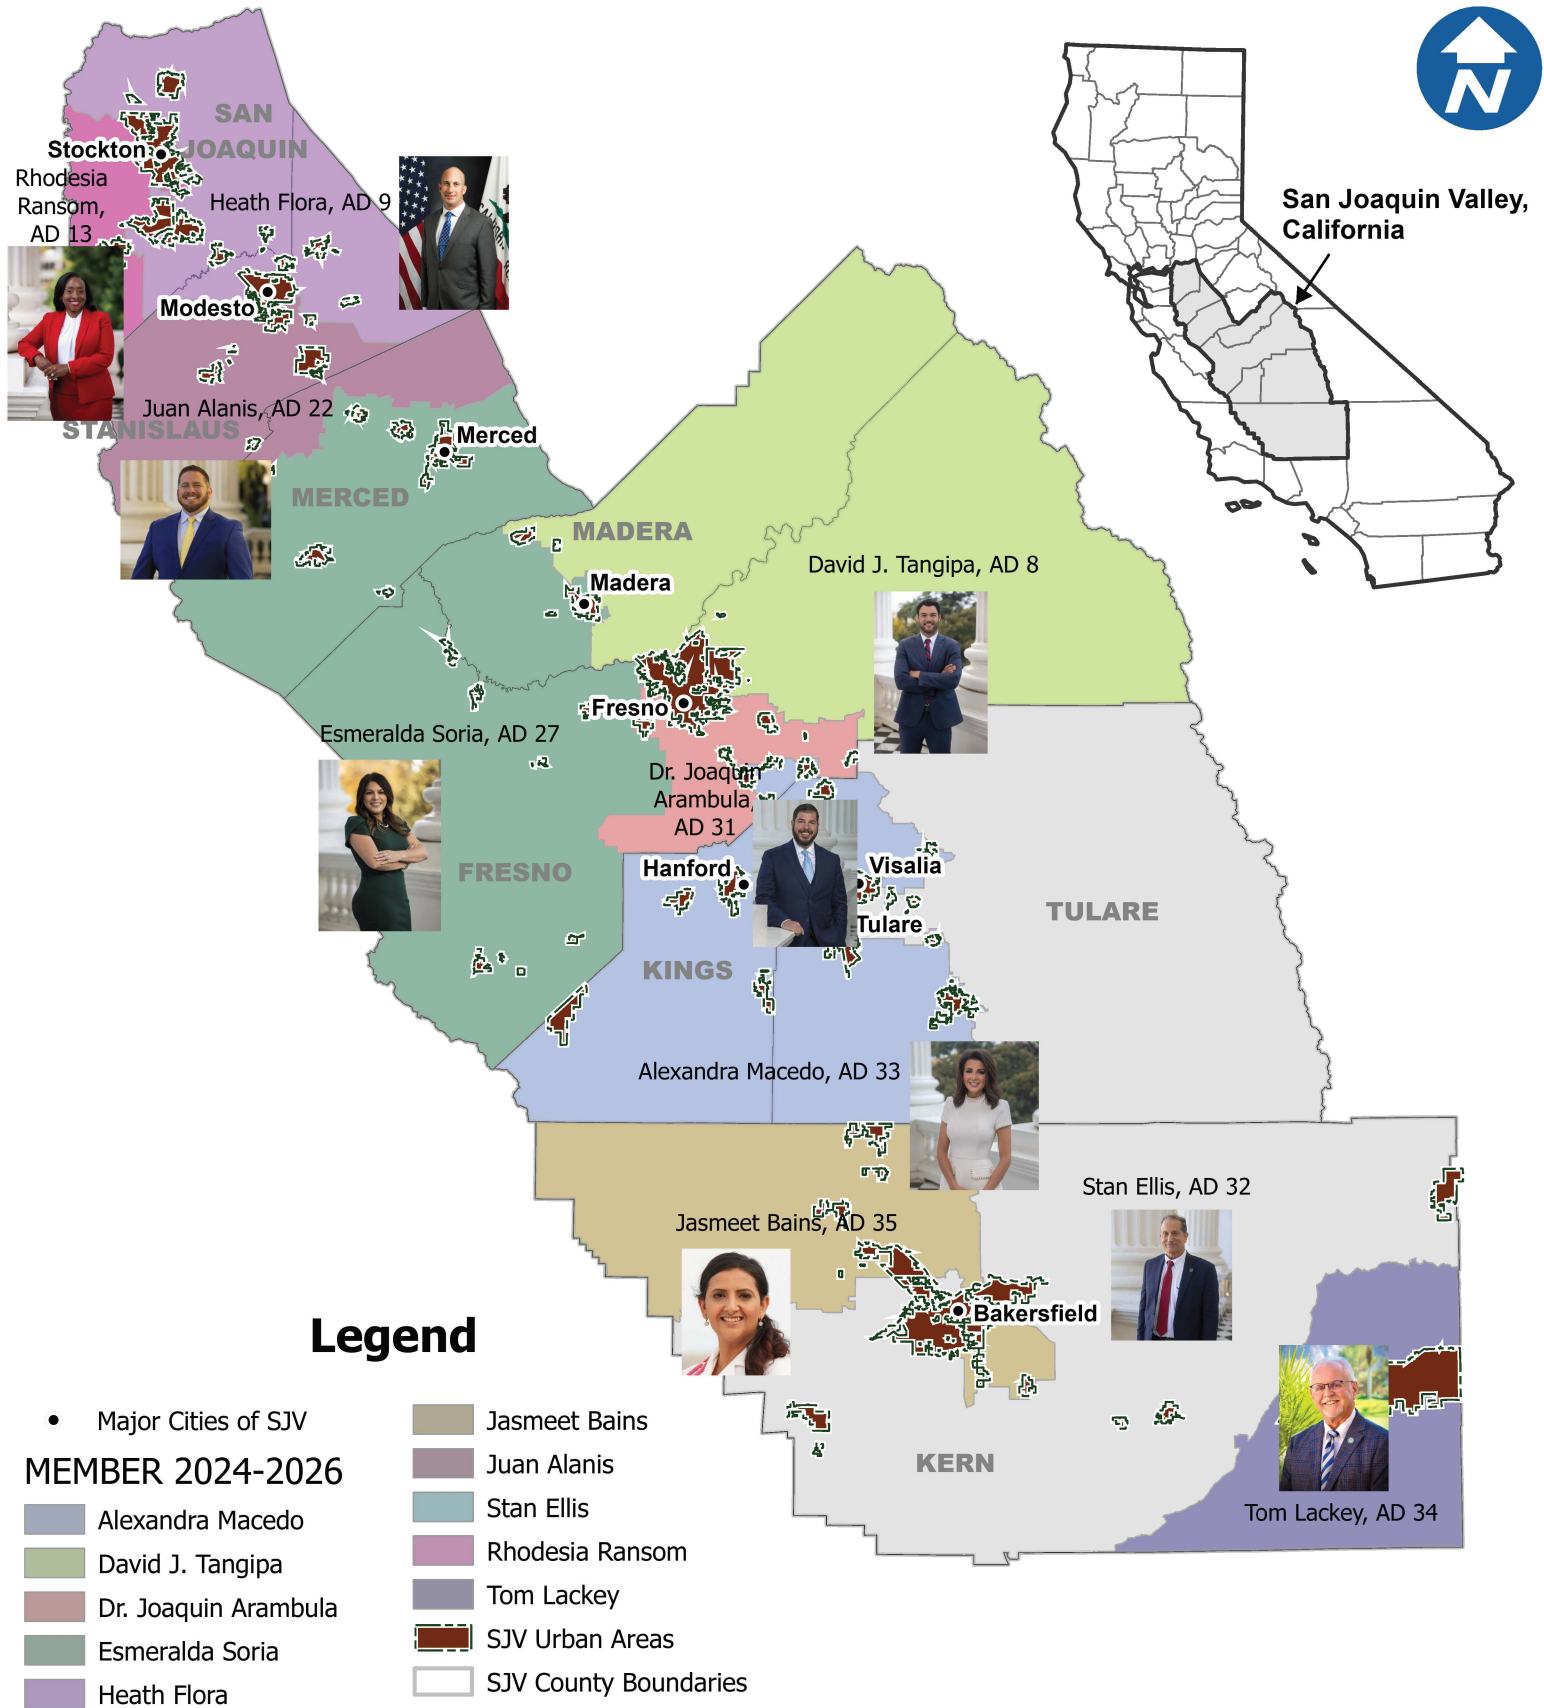 N
San Joaquin Valley,
California
SAN
JOAQUIN
Stockton
Rhodesia
Ransom,
AD 13
Heath Flora, AD 9
Modesto
Juan Alanis, AD 22
STANISLAUS
Merced
MERCED
MADERA
David J. Tangipa, AD 8
Madera
Fresno
Esmeralda Soria, AD 27
Dr. Joaquin
Arambula,
AD 31
FRESNO
Hanford
Visalia
Tulare
TULARE
KINGS
Alexandra Macedo, AD 33
Stan Ellis, AD 32
Jasmeet Bains, AD 35
Bakersfield
KERN
Tom Lackey, AD 34
Legend
Major Cities of SJV
MEMBER 2024-2026
Alexandra Macedo
David J. Tangipa
Dr. Joaquin Arambula
Esmeralda Soria
Heath Flora
Jasmeet Bains
Juan Alanis
Stan Ellis
Rhodesia Ransom
Tom Lackey
SJV Urban Areas
SJV County Boundaries